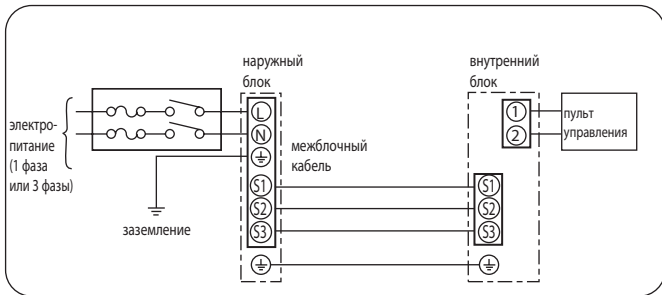 наружный
блок
внутренний
блок
электро-
питание
(1 фаза
или 3 фазы)
L
N
заземление
межблочный
кабель
S1
S2
S3
1
2
пульт
управления
S1
S2
S3